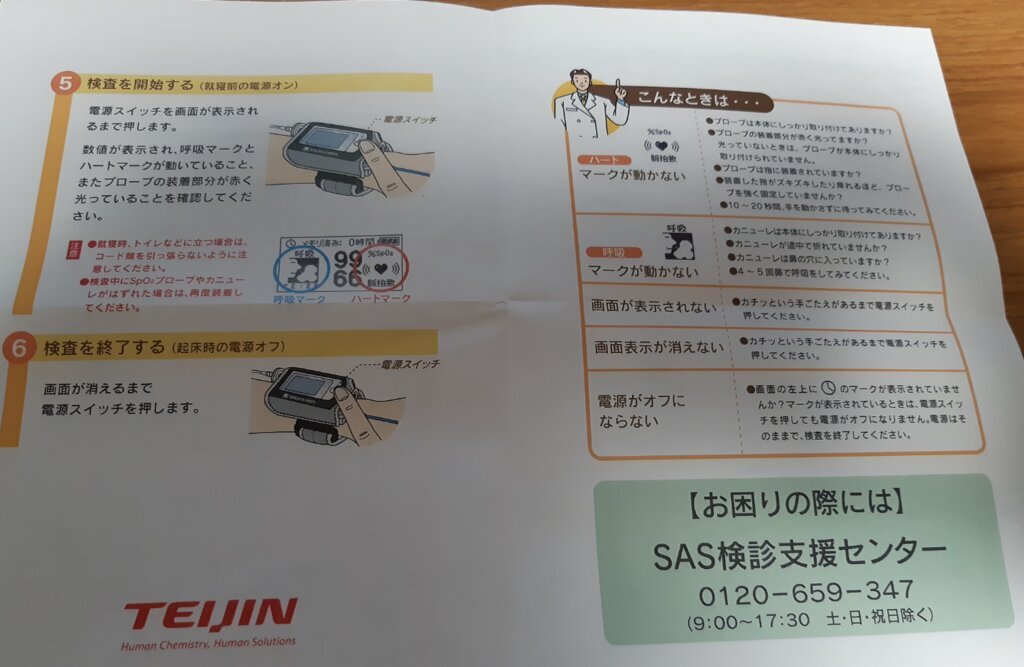 5 検査を開始する（就寝前の電源オン）
電源スイッチを画面が表示され
るまで押します。
数値が表示され、呼吸マークと
ハートマークが動いていること、
またプローブの装着部分が赤く
光っていることを確認してくだ
さい。
電源スイッチ
注意
●就寝時、トイレなどに立つ場合は、
コード類を引っ張らないように注
意してください。
●検査中にSpO₂プローブやカニュー
レがはずれた場合は、再度装着し
てください。
メモリ済み: 0時間
呼吸
99
%SpO₂
66
脈拍数
呼吸マーク
ハートマーク
6 検査を終了する（起床時の電源オフ）
画面が消えるまで
電源スイッチを押します。
電源スイッチ
TEIJIN
Human Chemistry, Human Solutions
こんなときは・・・
ハート
マークが動かない
%SpO₂
脈拍数
●プローブは本体にしっかり取り付けてありますか？
●プローブの装着部分が赤く光ってますか？
光っていないときは、プローブが本体にしっかり
取り付けられていません。
●プローブは指に装着されていますか？
●装着した指がズキズキしたり痺れるほど、プロー
ブを強く固定していませんか？
●10～20秒間、手を動かさずに待ってみてください。
呼吸
マークが動かない
呼吸
●カニューレは本体にしっかり取り付けてありますか？
●カニューレが途中で折れていませんか？
●カニューレは鼻の穴に入っていますか？
●4～5回鼻で呼吸をしてみてください。
画面が表示されない
●カチッという手ごたえがあるまで電源スイッチを
押してください。
画面表示が消えない
●カチッという手ごたえがあるまで電源スイッチを
押してください。
電源がオフに
ならない
●画面の左上に のマークが表示されていませ
んか？マークが表示されているときは、電源スイッ
チを押しても電源がオフになりません。電源はそ
のままで、検査を終了してください。
【お困りの際には】
SAS検診支援センター
0120−659−347
（9:00〜17:30　土・日・祝日除く）